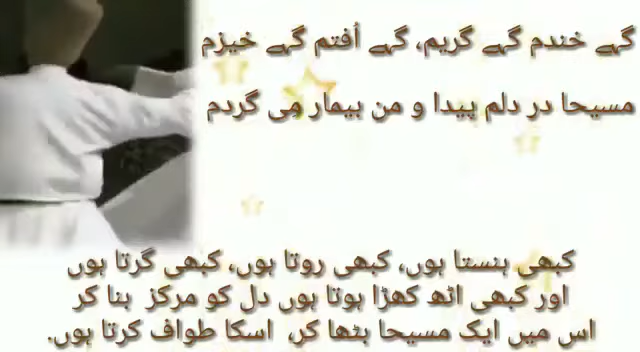 گہے خندم گہے گریم، گہے اُفتم گہے خیزم
مسیحا در دلم پیدا و من بیمار می گردم
کبھی ہنستا ہوں، کبھی روتا ہوں، کبھی گرتا ہوں
اور کبھی اٹھ کھڑا ہوتا ہوں دل کو مرکز بنا کر
اس میں ایک مسیحا بٹھا کر، اسکا طواف کرتا ہوں.